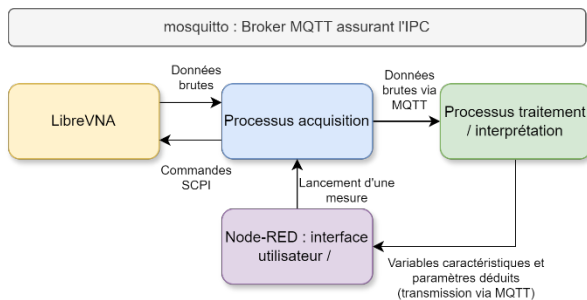 mosquitto : Broker MQTT assurant l'IPC
Données
brutes
Données
brutes via
MQTT
LibreVNA
Processus acquisition
Processus traitement
/ interprétation
Commandes
SCPI
Lancement d'une
mesure
Node-RED : interface
utilisateur /
Variables caractéristiques et
paramètres déduits
(transmission via MQTT)